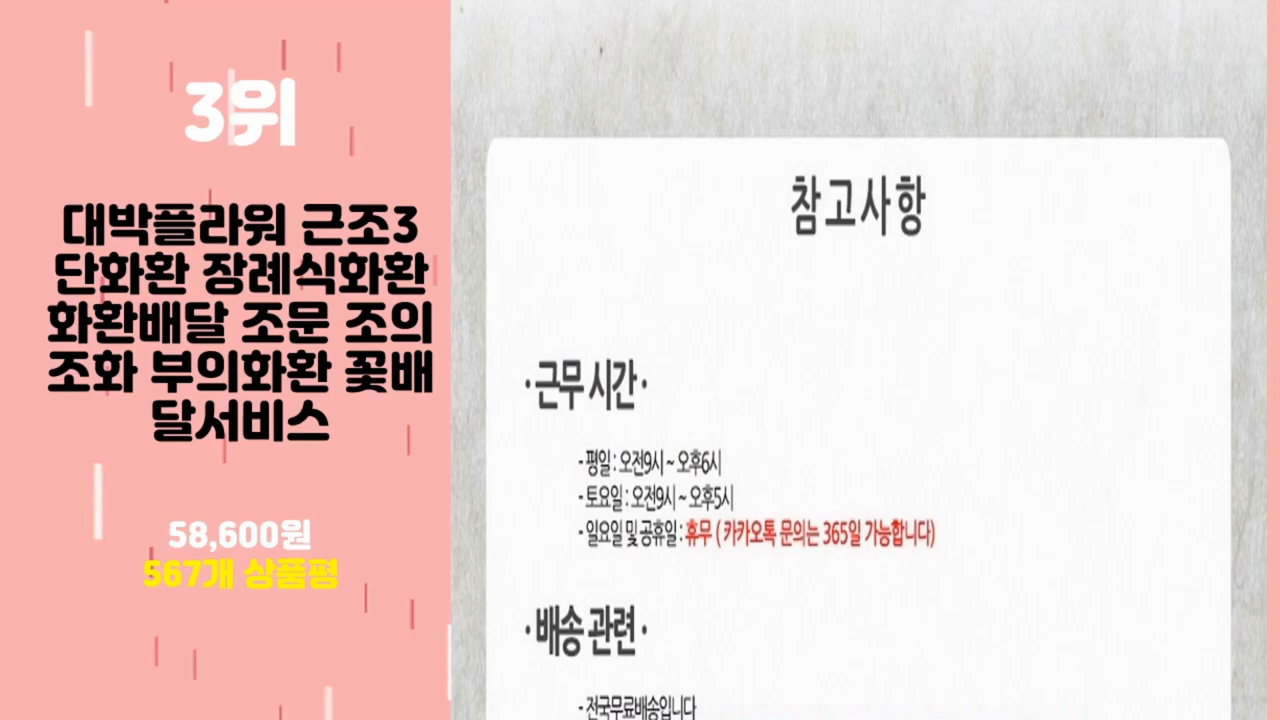 3위
대박플라워 근조3
단화환 장례식화환
화환배달 조문 조의
조화 부의화환 꽃배
달서비스
58,600원
567개 상품평
참고사항
· 근무 시간 ·
- 평일 : 오전9시 ~ 오후6시
- 토요일 : 오전9시 ~ 오후5시
- 일요일 및 공휴일 : 휴무 ( 카카오톡 문의는 365일 가능합니다)
· 배송 관련 ·
- 전국무료배송입니다